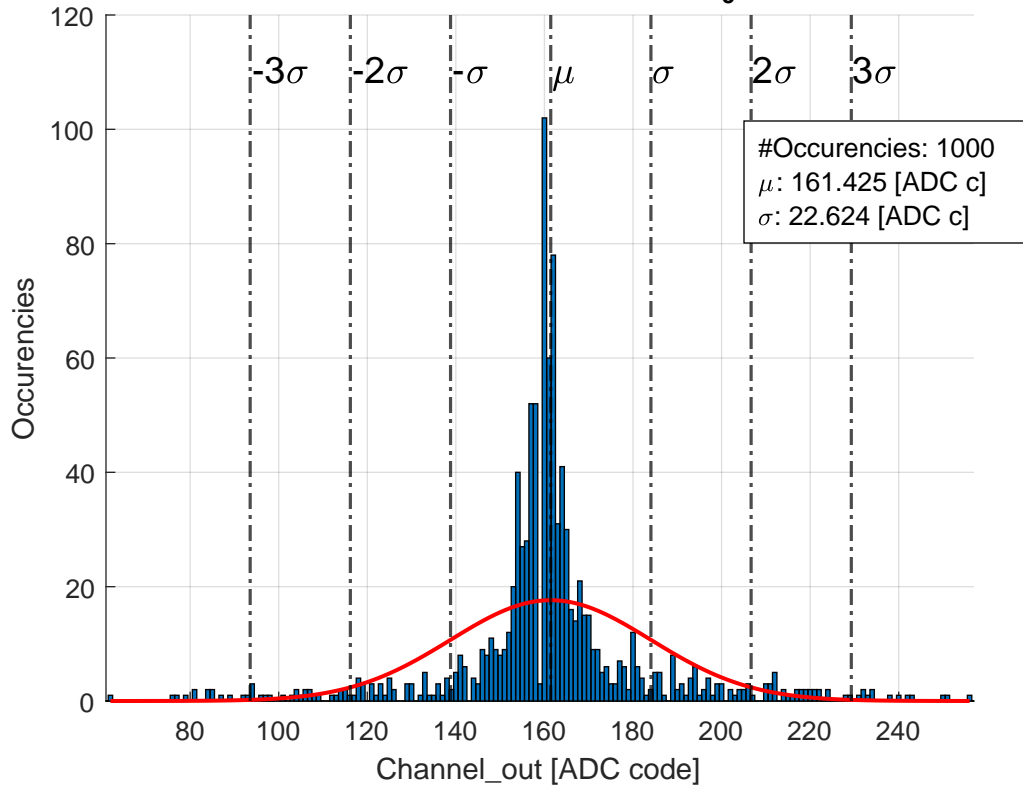 120
100
80
60
40
20
0
Occurencies
-3σ -2σ -σ μ σ 2σ 3σ
#Occurencies: 1000
μ: 161.425 [ADC c]
σ: 22.624 [ADC c]
80 100 120 140 160 180 200 220 240
Channel_out [ADC code]